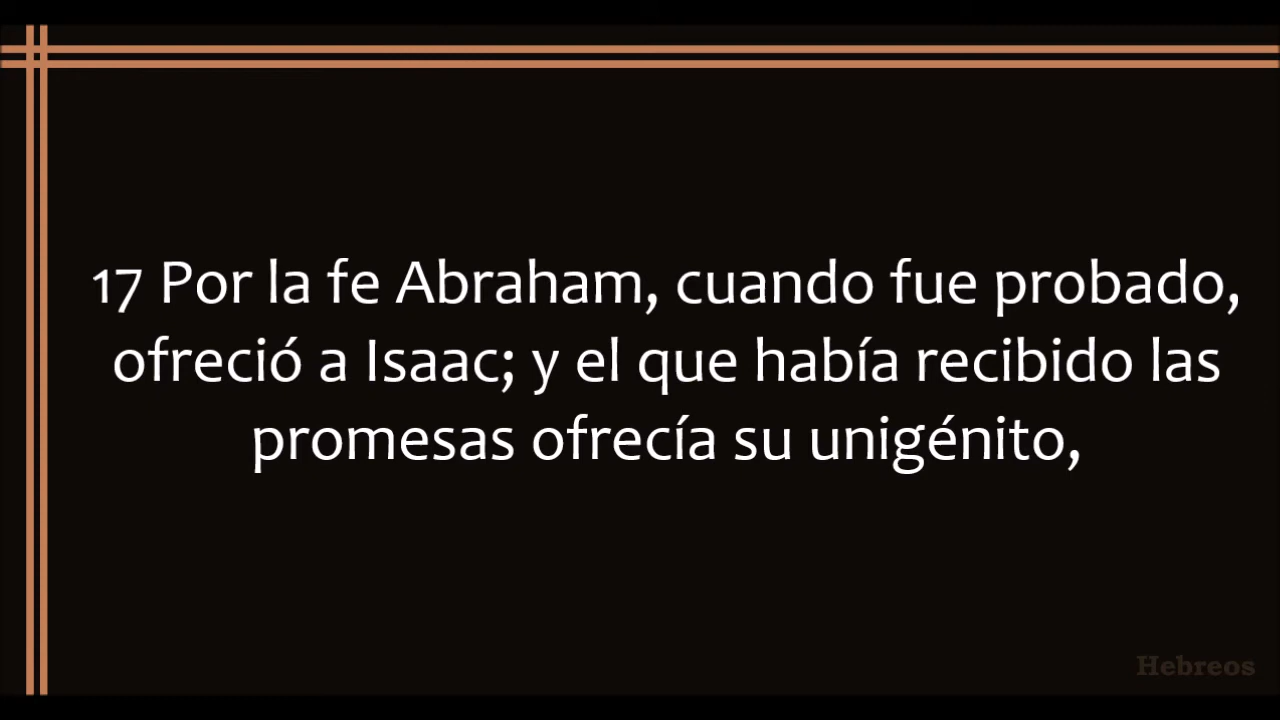 17 Por la fe Abraham, cuando fue probado,
ofreció a Isaac; y el que había recibido las
promesas ofrecía su unigénito,
Hebreos